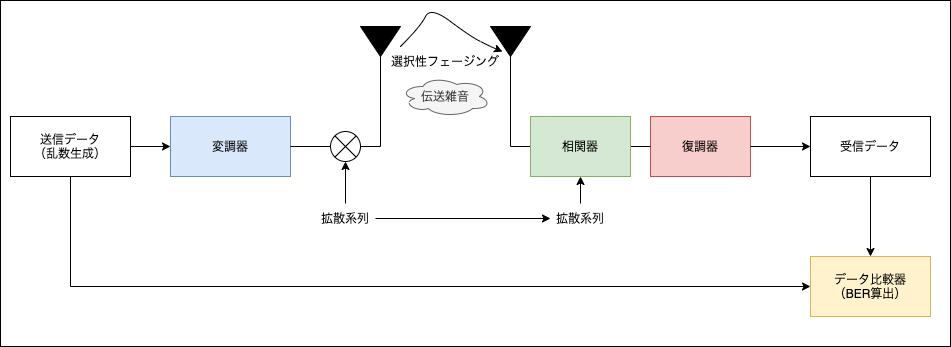 選択性フェージング
伝送雑音
送信データ
（乱数生成）
変調器
相関器
復調器
受信データ
拡散系列
拡散系列
データ比較器
（BER算出）